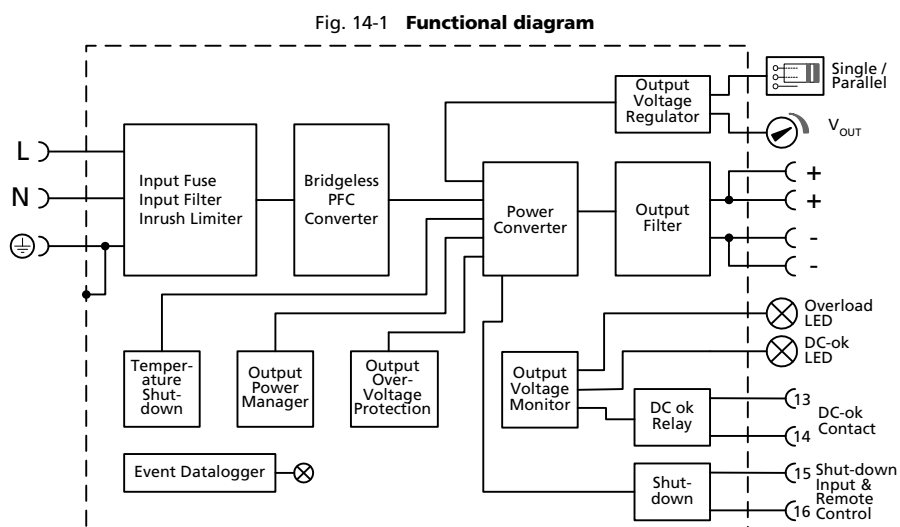 Fig. 14-1 Functional diagram
Single /
Parallel
Output
Voltage
Regulator
V_OUT
L
N
Input Fuse
Input Filter
Inrush Limiter
Bridgeless
PFC
Converter
Power
Converter
Output
Filter
+
+
-
-
Overload
LED
DC-ok
LED
Temper-
ature
Shut-
down
Output
Power
Manager
Output
Over-
Voltage
Protection
Output
Voltage
Monitor
DC ok
Relay
13
14
DC-ok
Contact
Event Datalogger
Shut-
down
15
16
Shut-down
Input &
Remote
Control